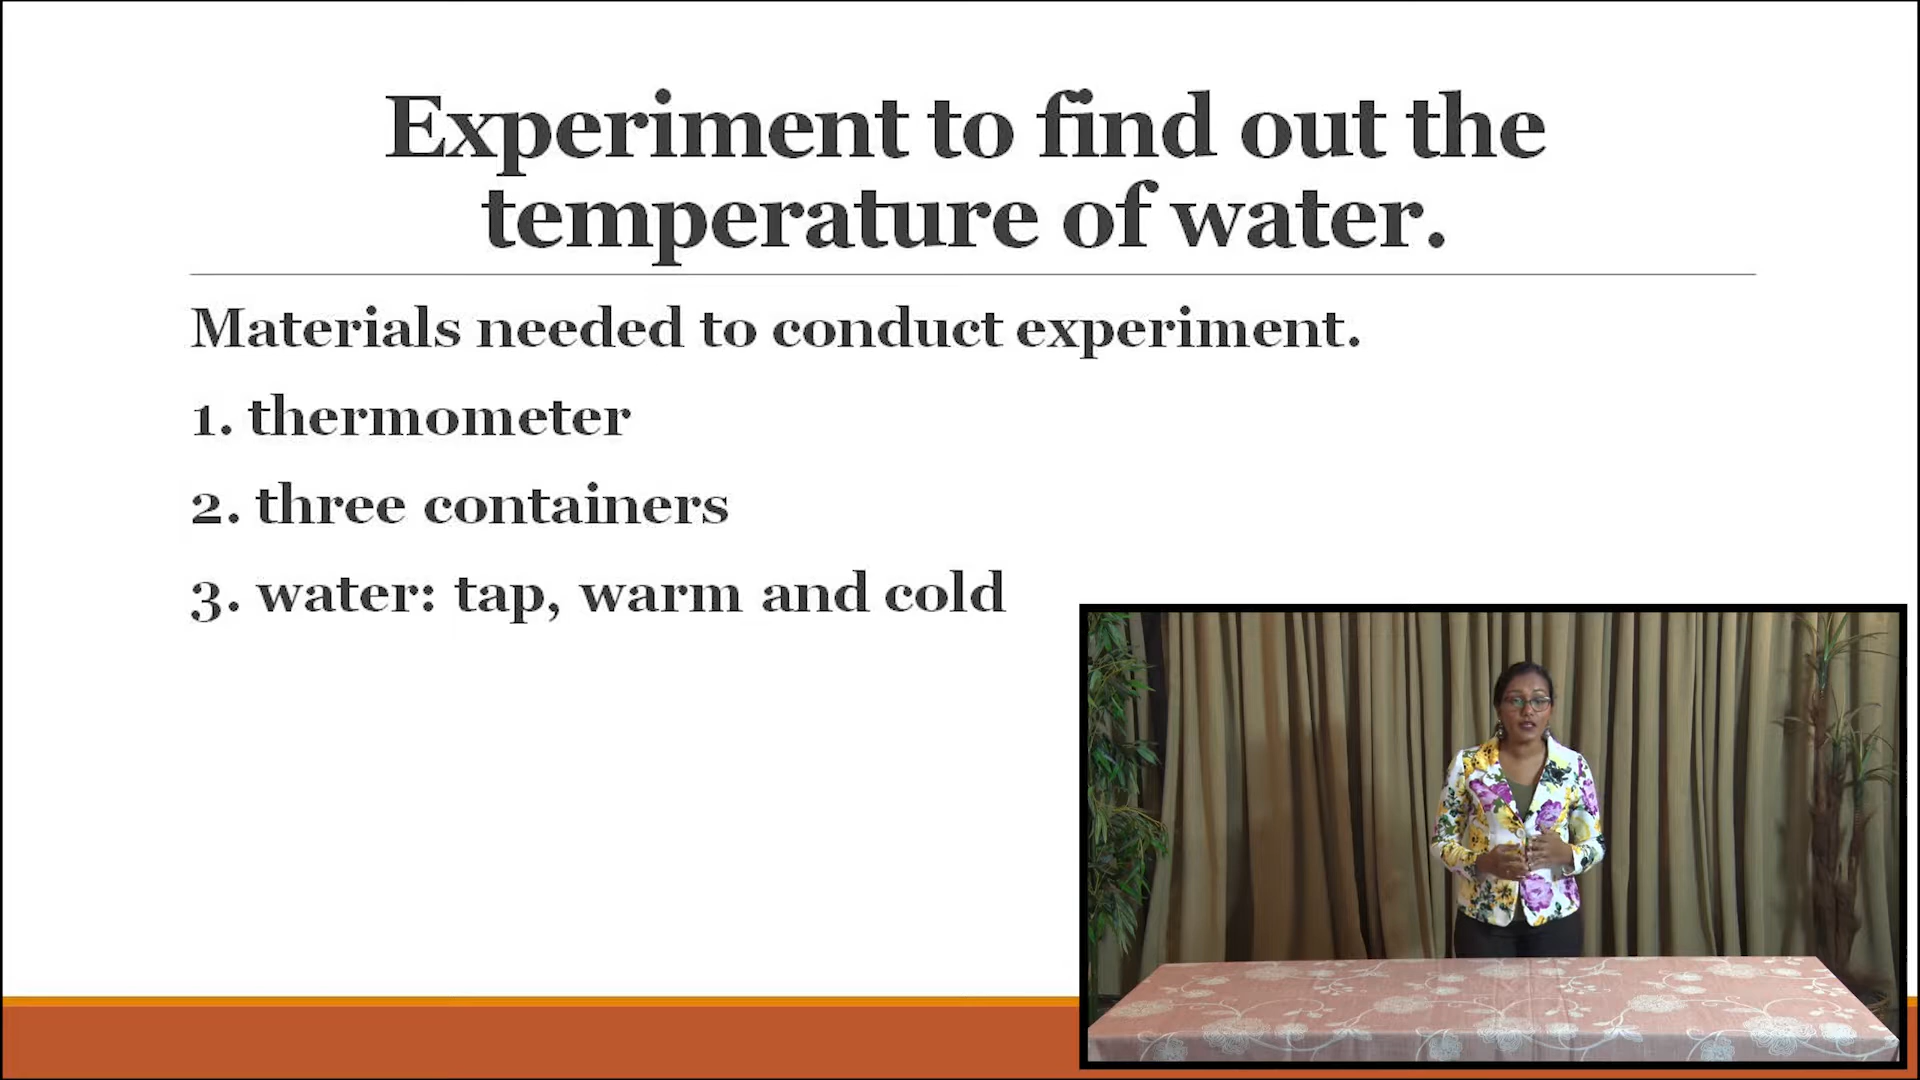 Experiment to find out the
temperature of water.
Materials needed to conduct experiment.
1. thermometer
2. three containers
3. water: tap, warm and cold